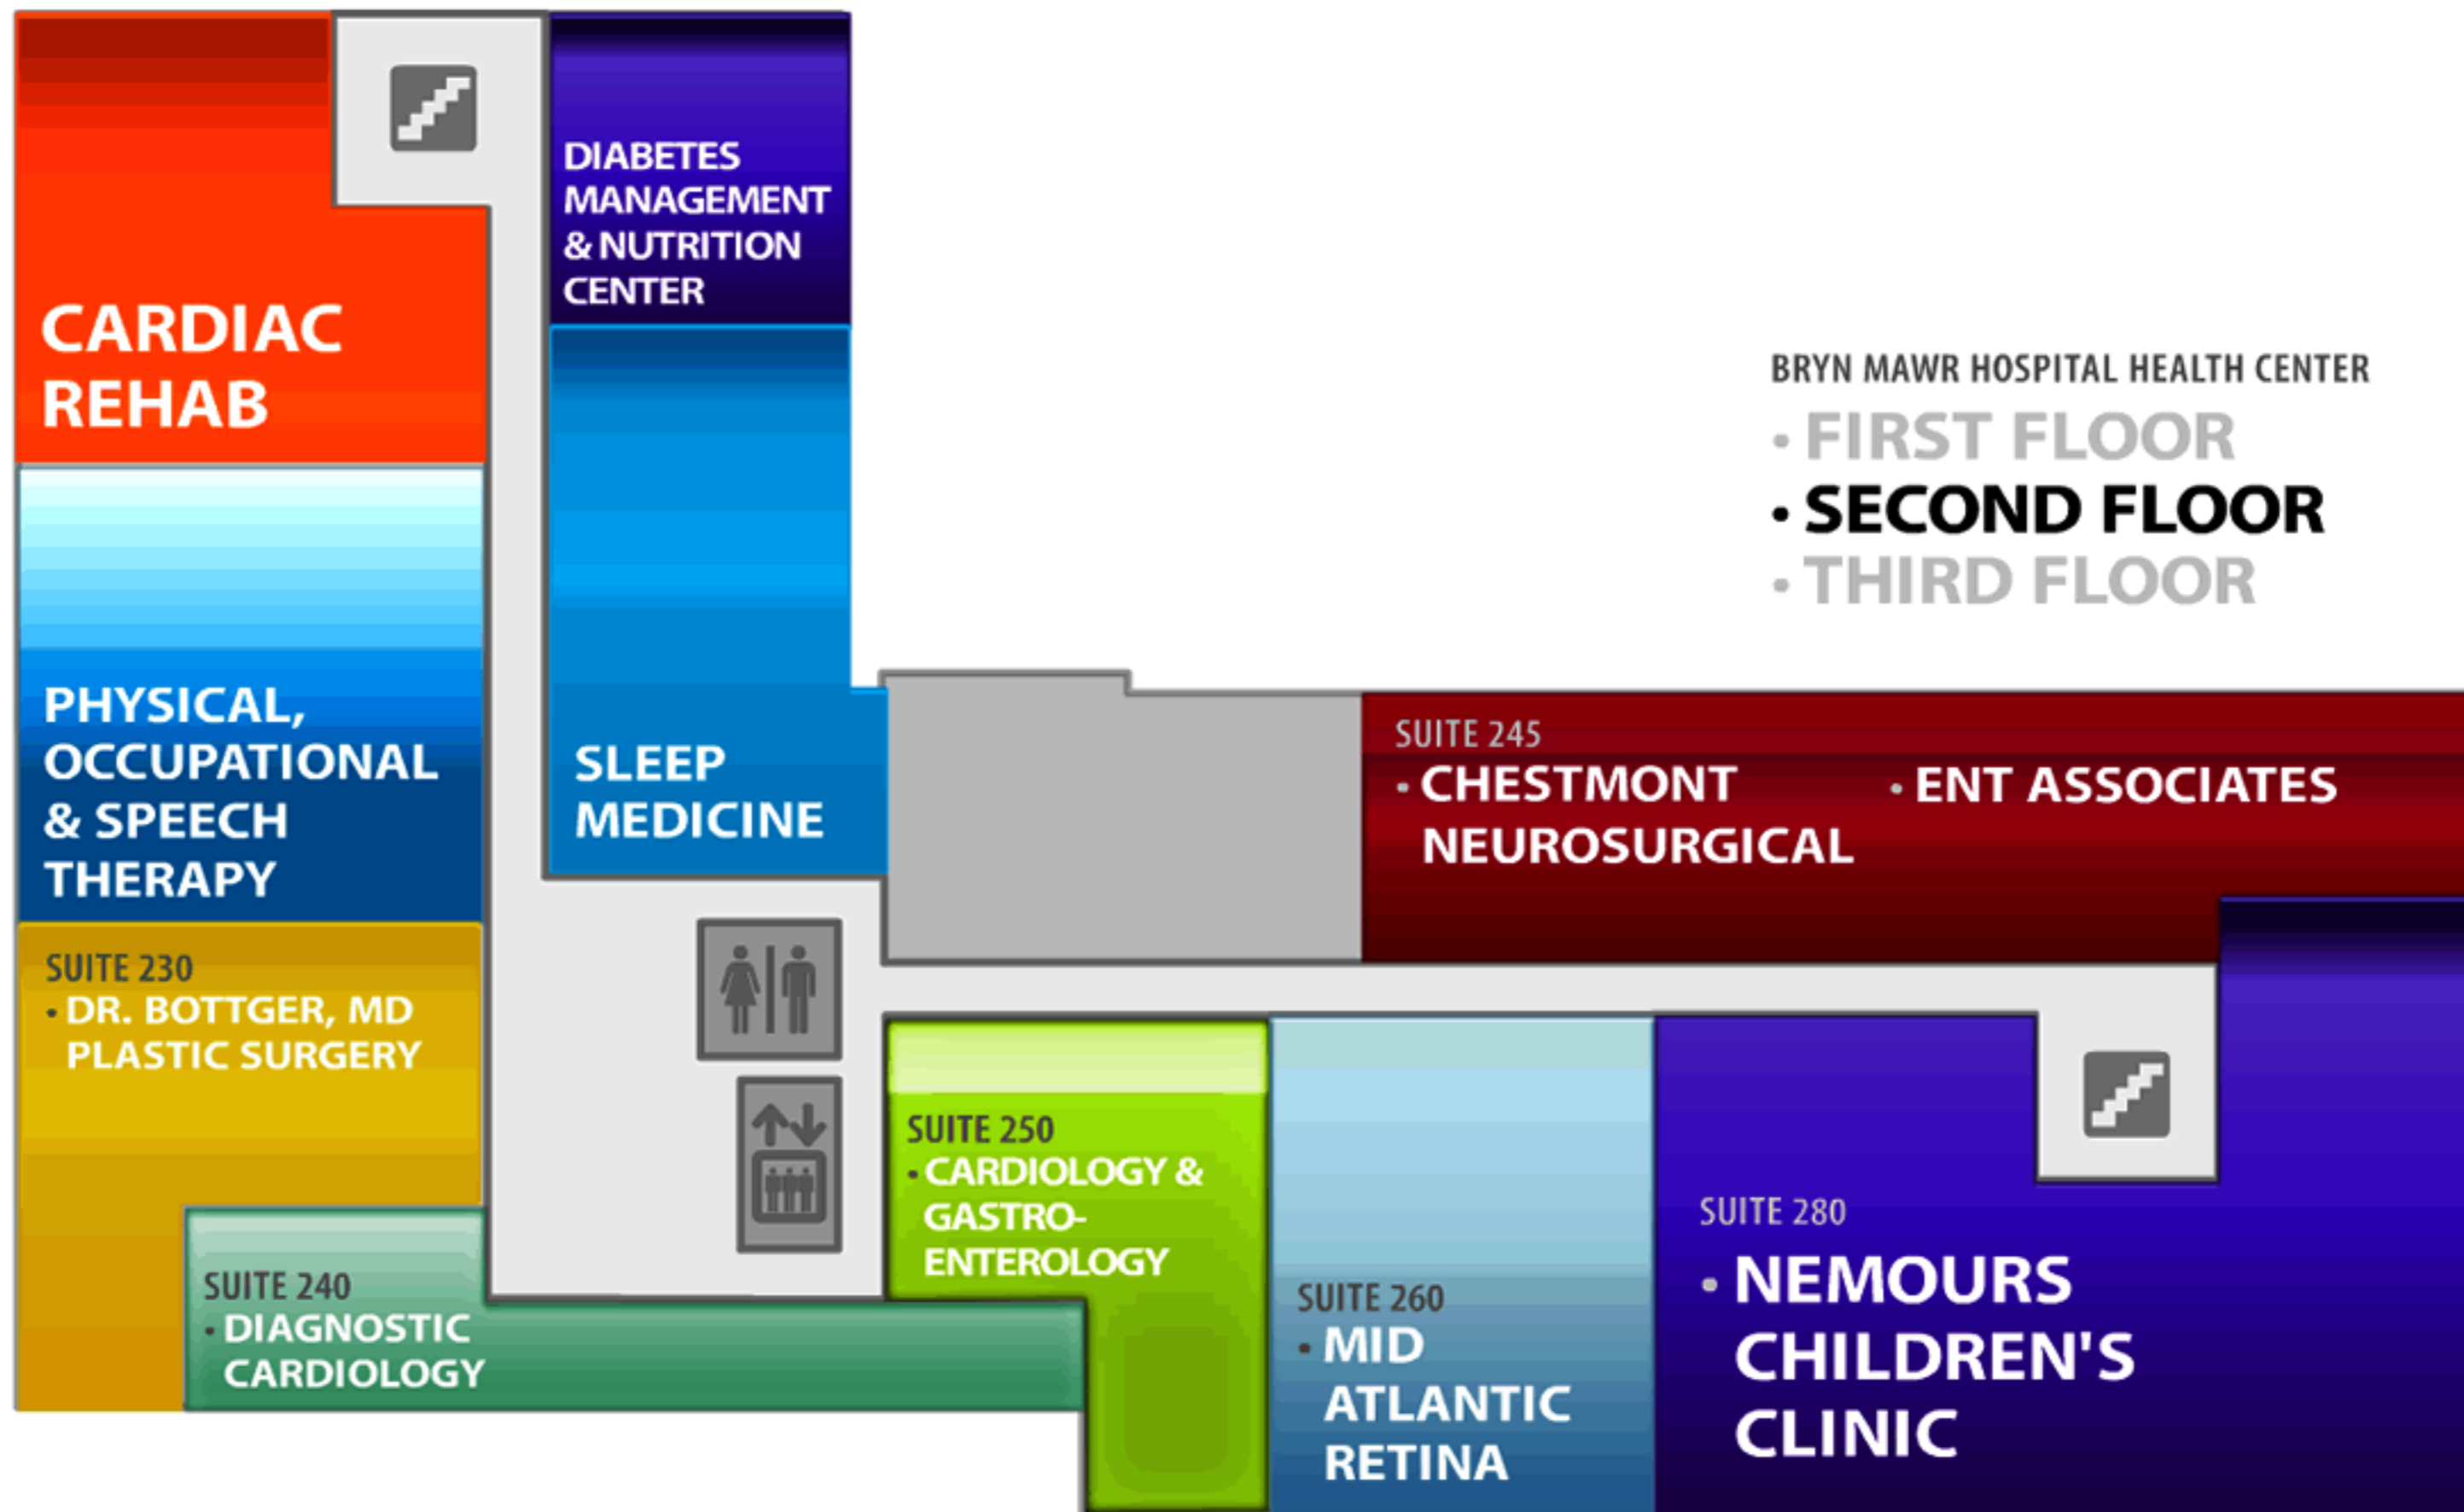 CARDIAC
REHAB
DIABETES
MANAGEMENT
& NUTRITION
CENTER
BRYN MAWR HOSPITAL HEALTH CENTER
• FIRST FLOOR
• SECOND FLOOR
• THIRD FLOOR
PHYSICAL,
OCCUPATIONAL
& SPEECH
THERAPY
SLEEP
MEDICINE
SUITE 245
• CHESTMONT
NEUROSURGICAL
• ENT ASSOCIATES
SUITE 230
• DR. BOTTGER, MD
PLASTIC SURGERY
SUITE 240
• DIAGNOSTIC
CARDIOLOGY
SUITE 250
• CARDIOLOGY &
GASTRO-
ENTEROLOGY
SUITE 260
• MID
ATLANTIC
RETINA
SUITE 280
• NEMOURS
CHILDREN'S
CLINIC